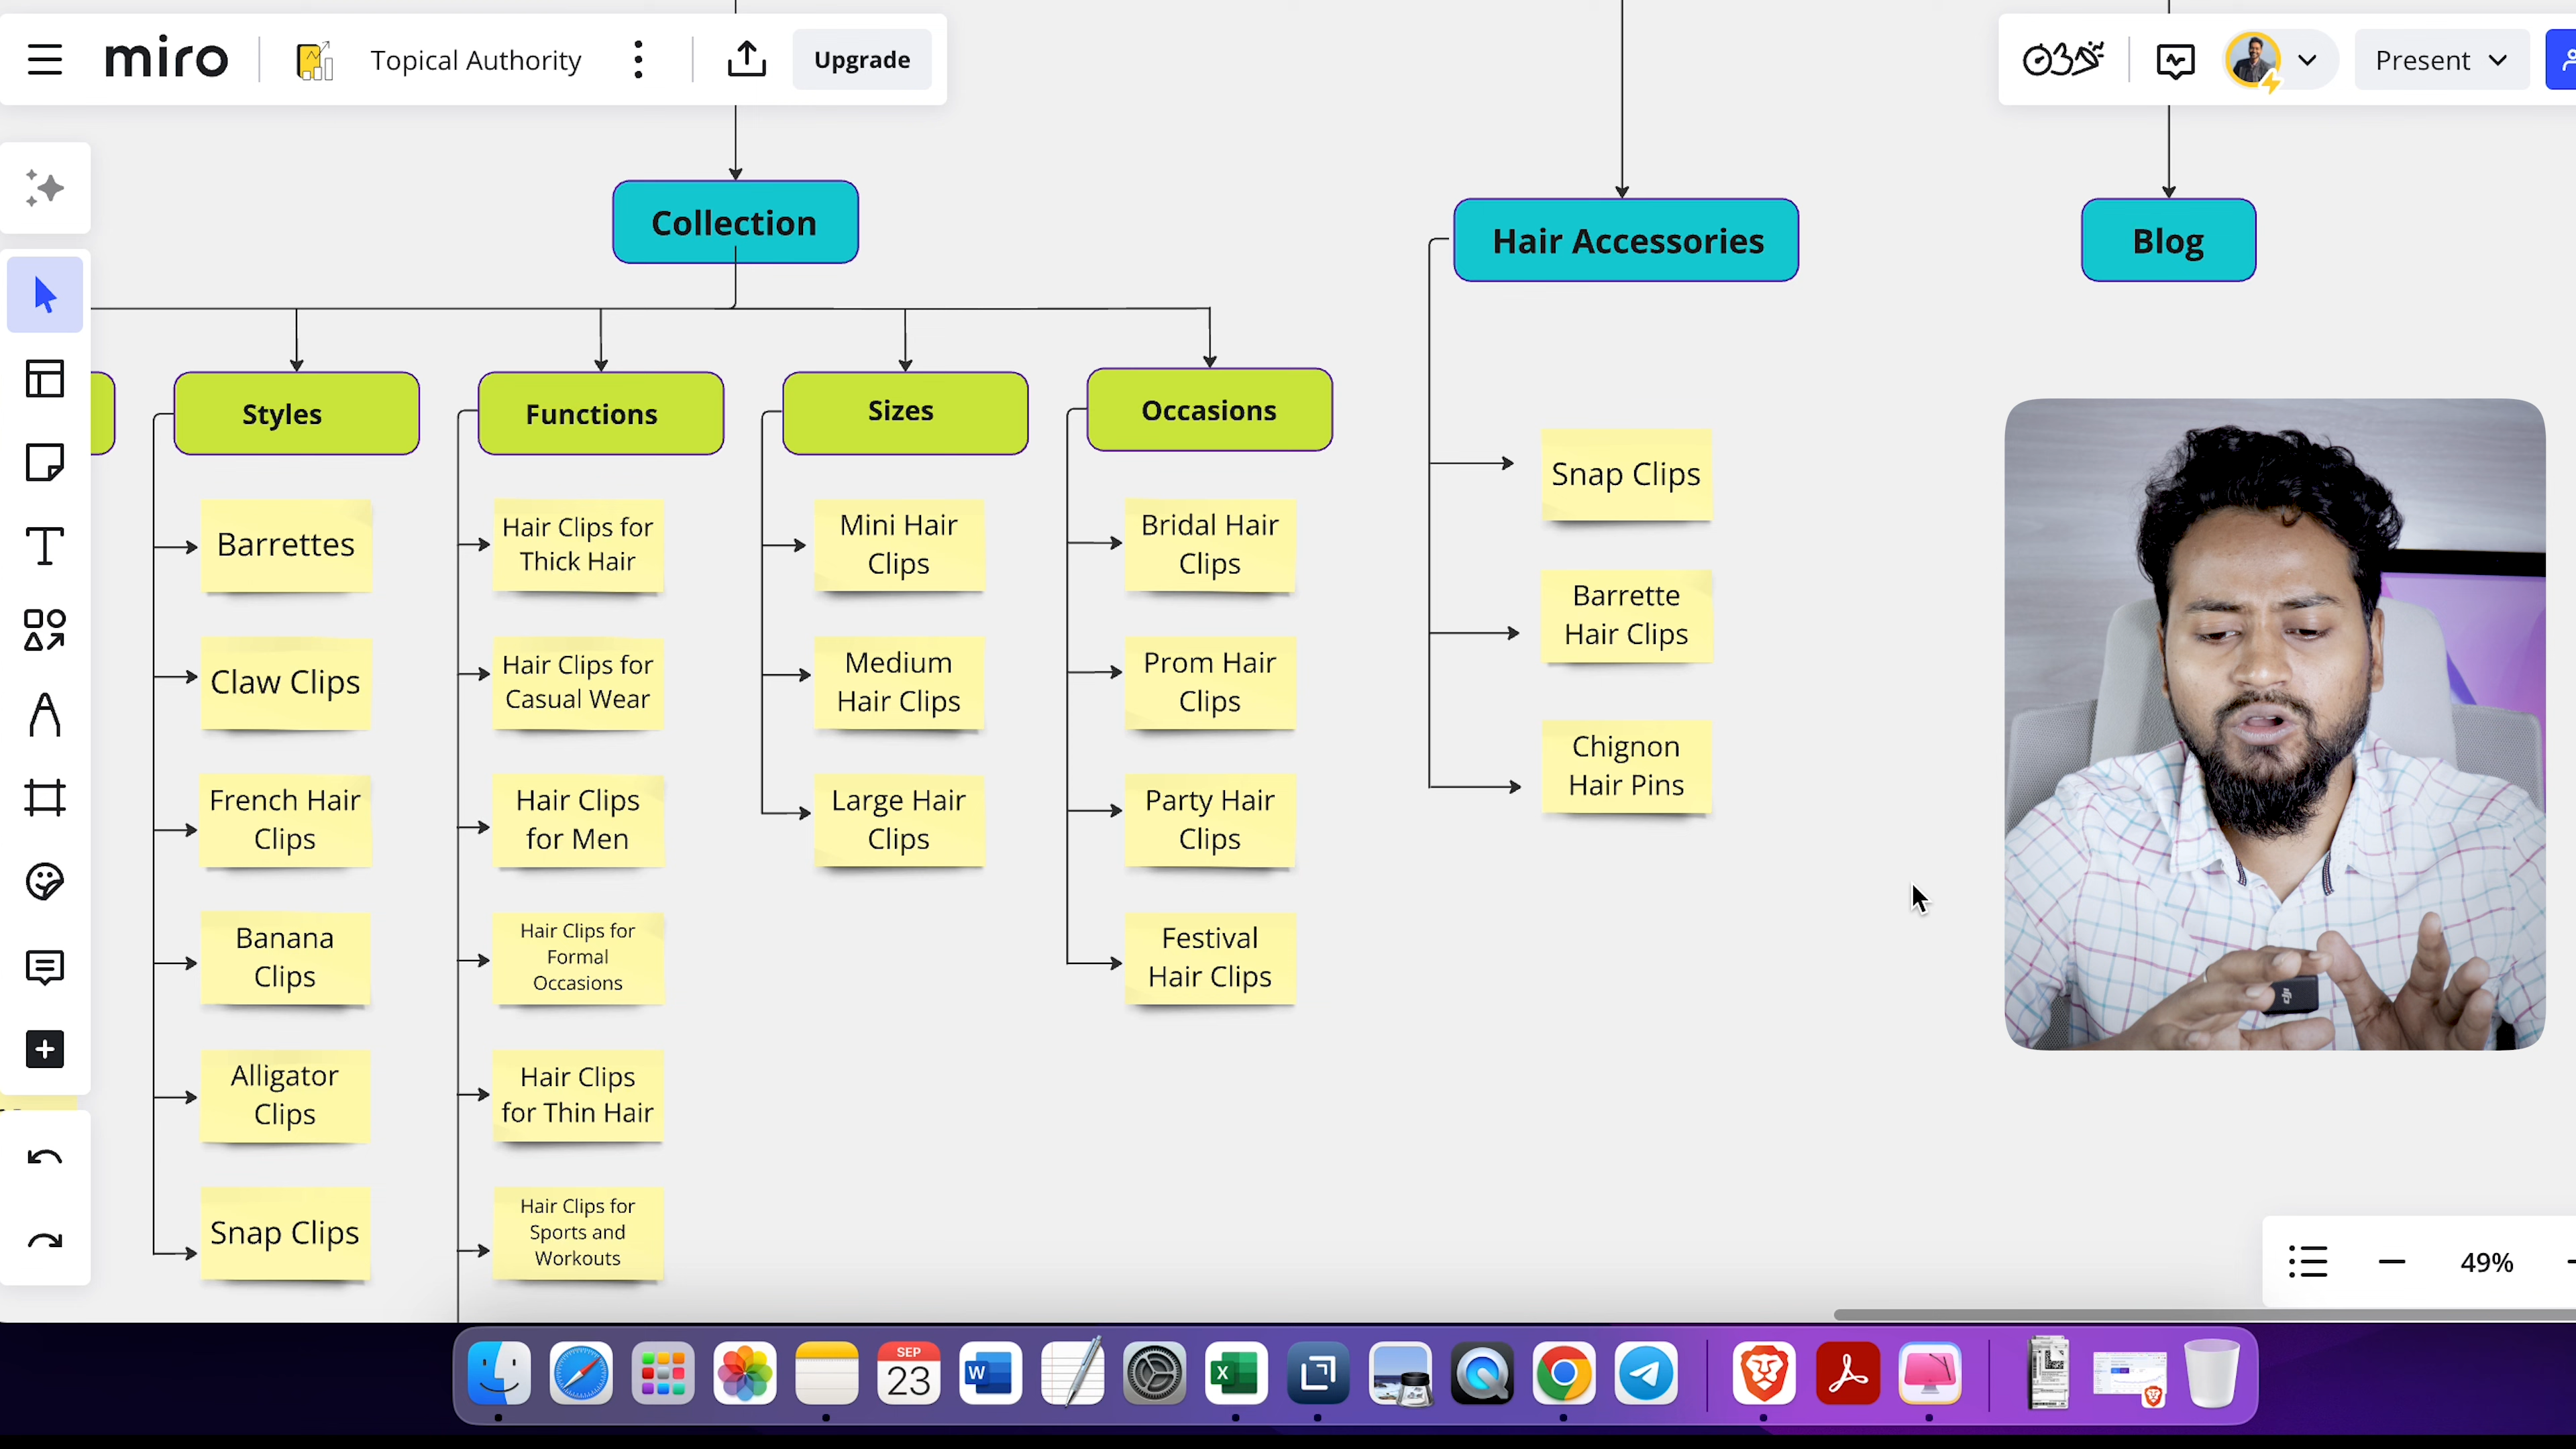 miro
Topical Authority
Upgrade
Present
Collection
Hair Accessories
Blog
Styles
Functions
Sizes
Occasions
Barrettes
Claw Clips
French Hair
Clips
Banana
Clips
Alligator
Clips
Snap Clips
Hair Clips for
Thick Hair
Hair Clips for
Casual Wear
Hair Clips
for Men
Hair Clips for
Formal
Occasions
Hair Clips
for Thin Hair
Hair Clips for
Sports and
Workouts
Mini Hair
Clips
Medium
Hair Clips
Large Hair
Clips
Bridal Hair
Clips
Prom Hair
Clips
Party Hair
Clips
Festival
Hair Clips
Snap Clips
Barrette
Hair Clips
Chignon
Hair Pins
dji
49%
SEP
23
W
X